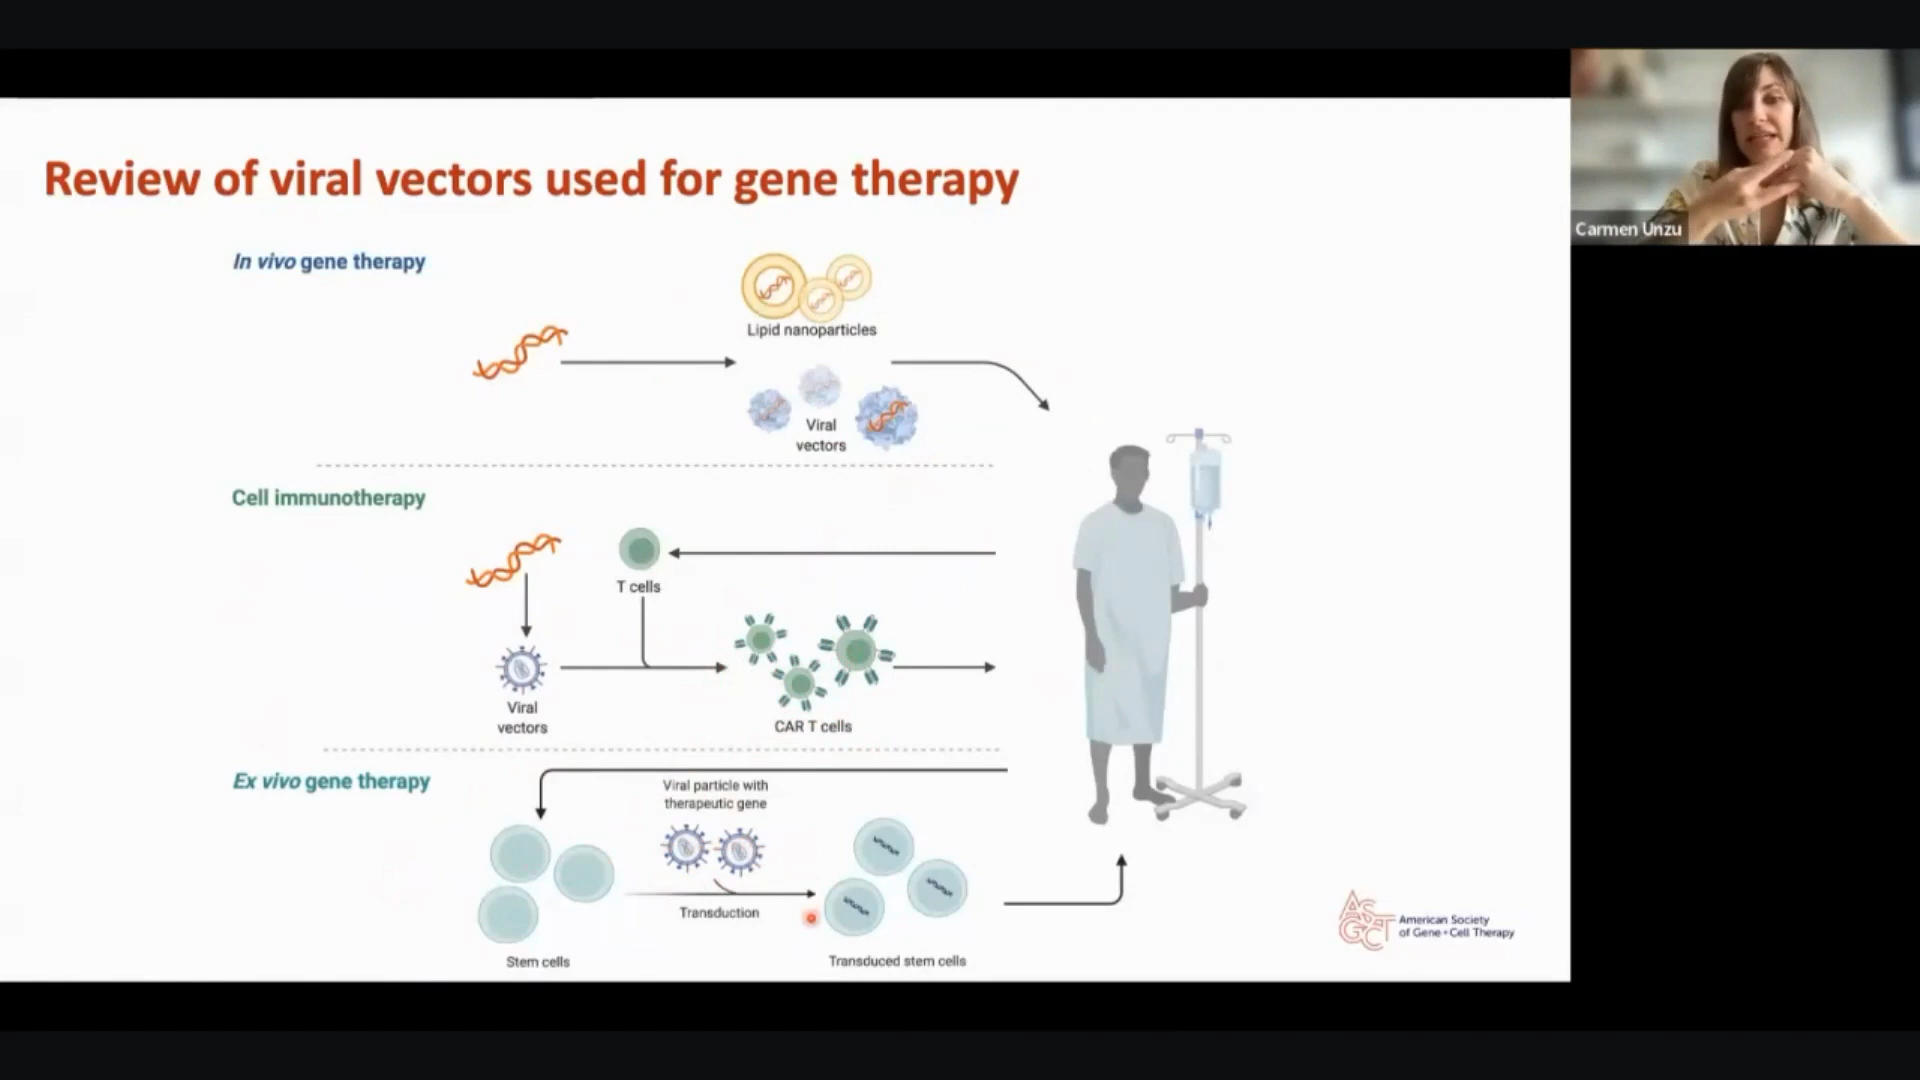 Review of viral vectors used for gene therapy
Carmen Unzu
In vivo gene therapy
Lipid nanoparticles
Viral
vectors
Cell immunotherapy
T cells
Viral
vectors
CAR T cells
Ex vivo gene therapy
Viral particle with
therapeutic gene
Transduction
Stem cells
Transduced stem cells
ASGCT
American Society
of Gene + Cell Therapy